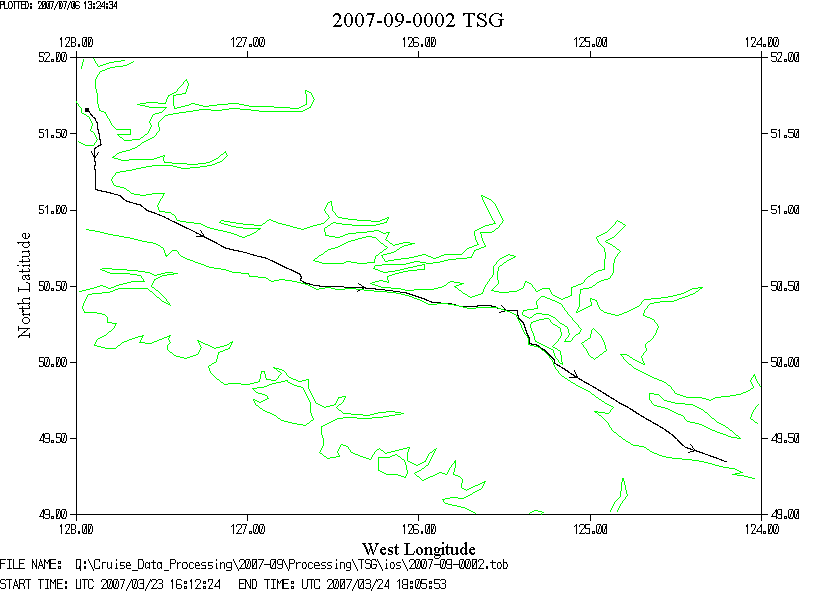 PLOTTED: 2007/07/06 13:24:34
2007-09-0002 TSG
128.00 127.00 126.00 125.00 124.00
52.00 52.00
51.50 51.50
51.00 51.00
50.50 50.50
50.00 50.00
49.50 49.50
49.00 49.00
North Latitude
128.00 127.00 126.00 125.00 124.00
West Longitude
FILE NAME: Q:\Cruise_Data_Processing\2007-09\Processing\TSG\ios\2007-09-0002.tob
START TIME: UTC 2007/03/23 16:12:24 END TIME: UTC 2007/03/24 18:05:53